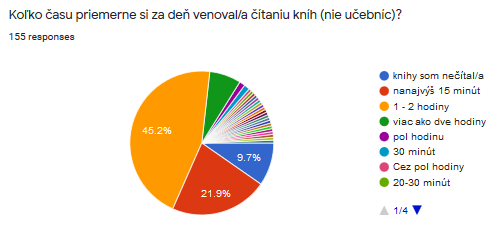 Koľko času priemerne si za deň venoval/a čítaniu kníh (nie učebníc)?
155 responses
45.2%
9.7%
21.9%
knihy som nečítal/a
nanajvýš 15 minút
1 - 2 hodiny
viac ako dve hodiny
pol hodinu
30 minút
Cez pol hodiny
20-30 minút
1/4